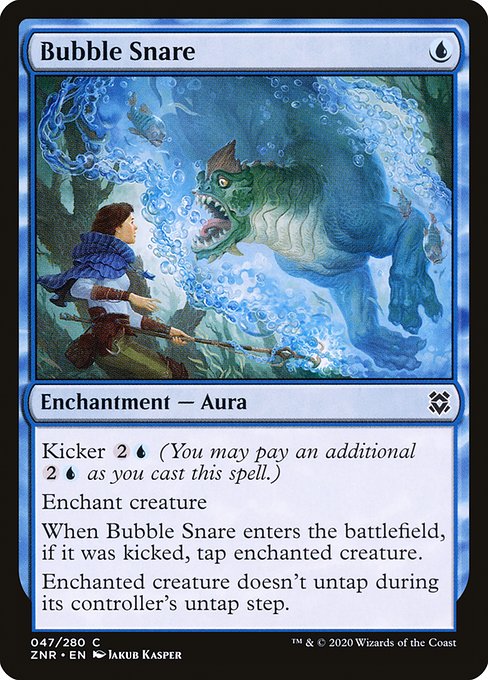 Bubble Snare
Enchantment — Aura
Kicker 2 (You may pay an additional
2 as you cast this spell.)
Enchant creature
When Bubble Snare enters the battlefield,
if it was kicked, tap enchanted creature.
Enchanted creature doesn't untap during
its controller's untap step.
047/280 C
ZNR • EN Jakub Kasper
™ & © 2020 Wizards of the Coast